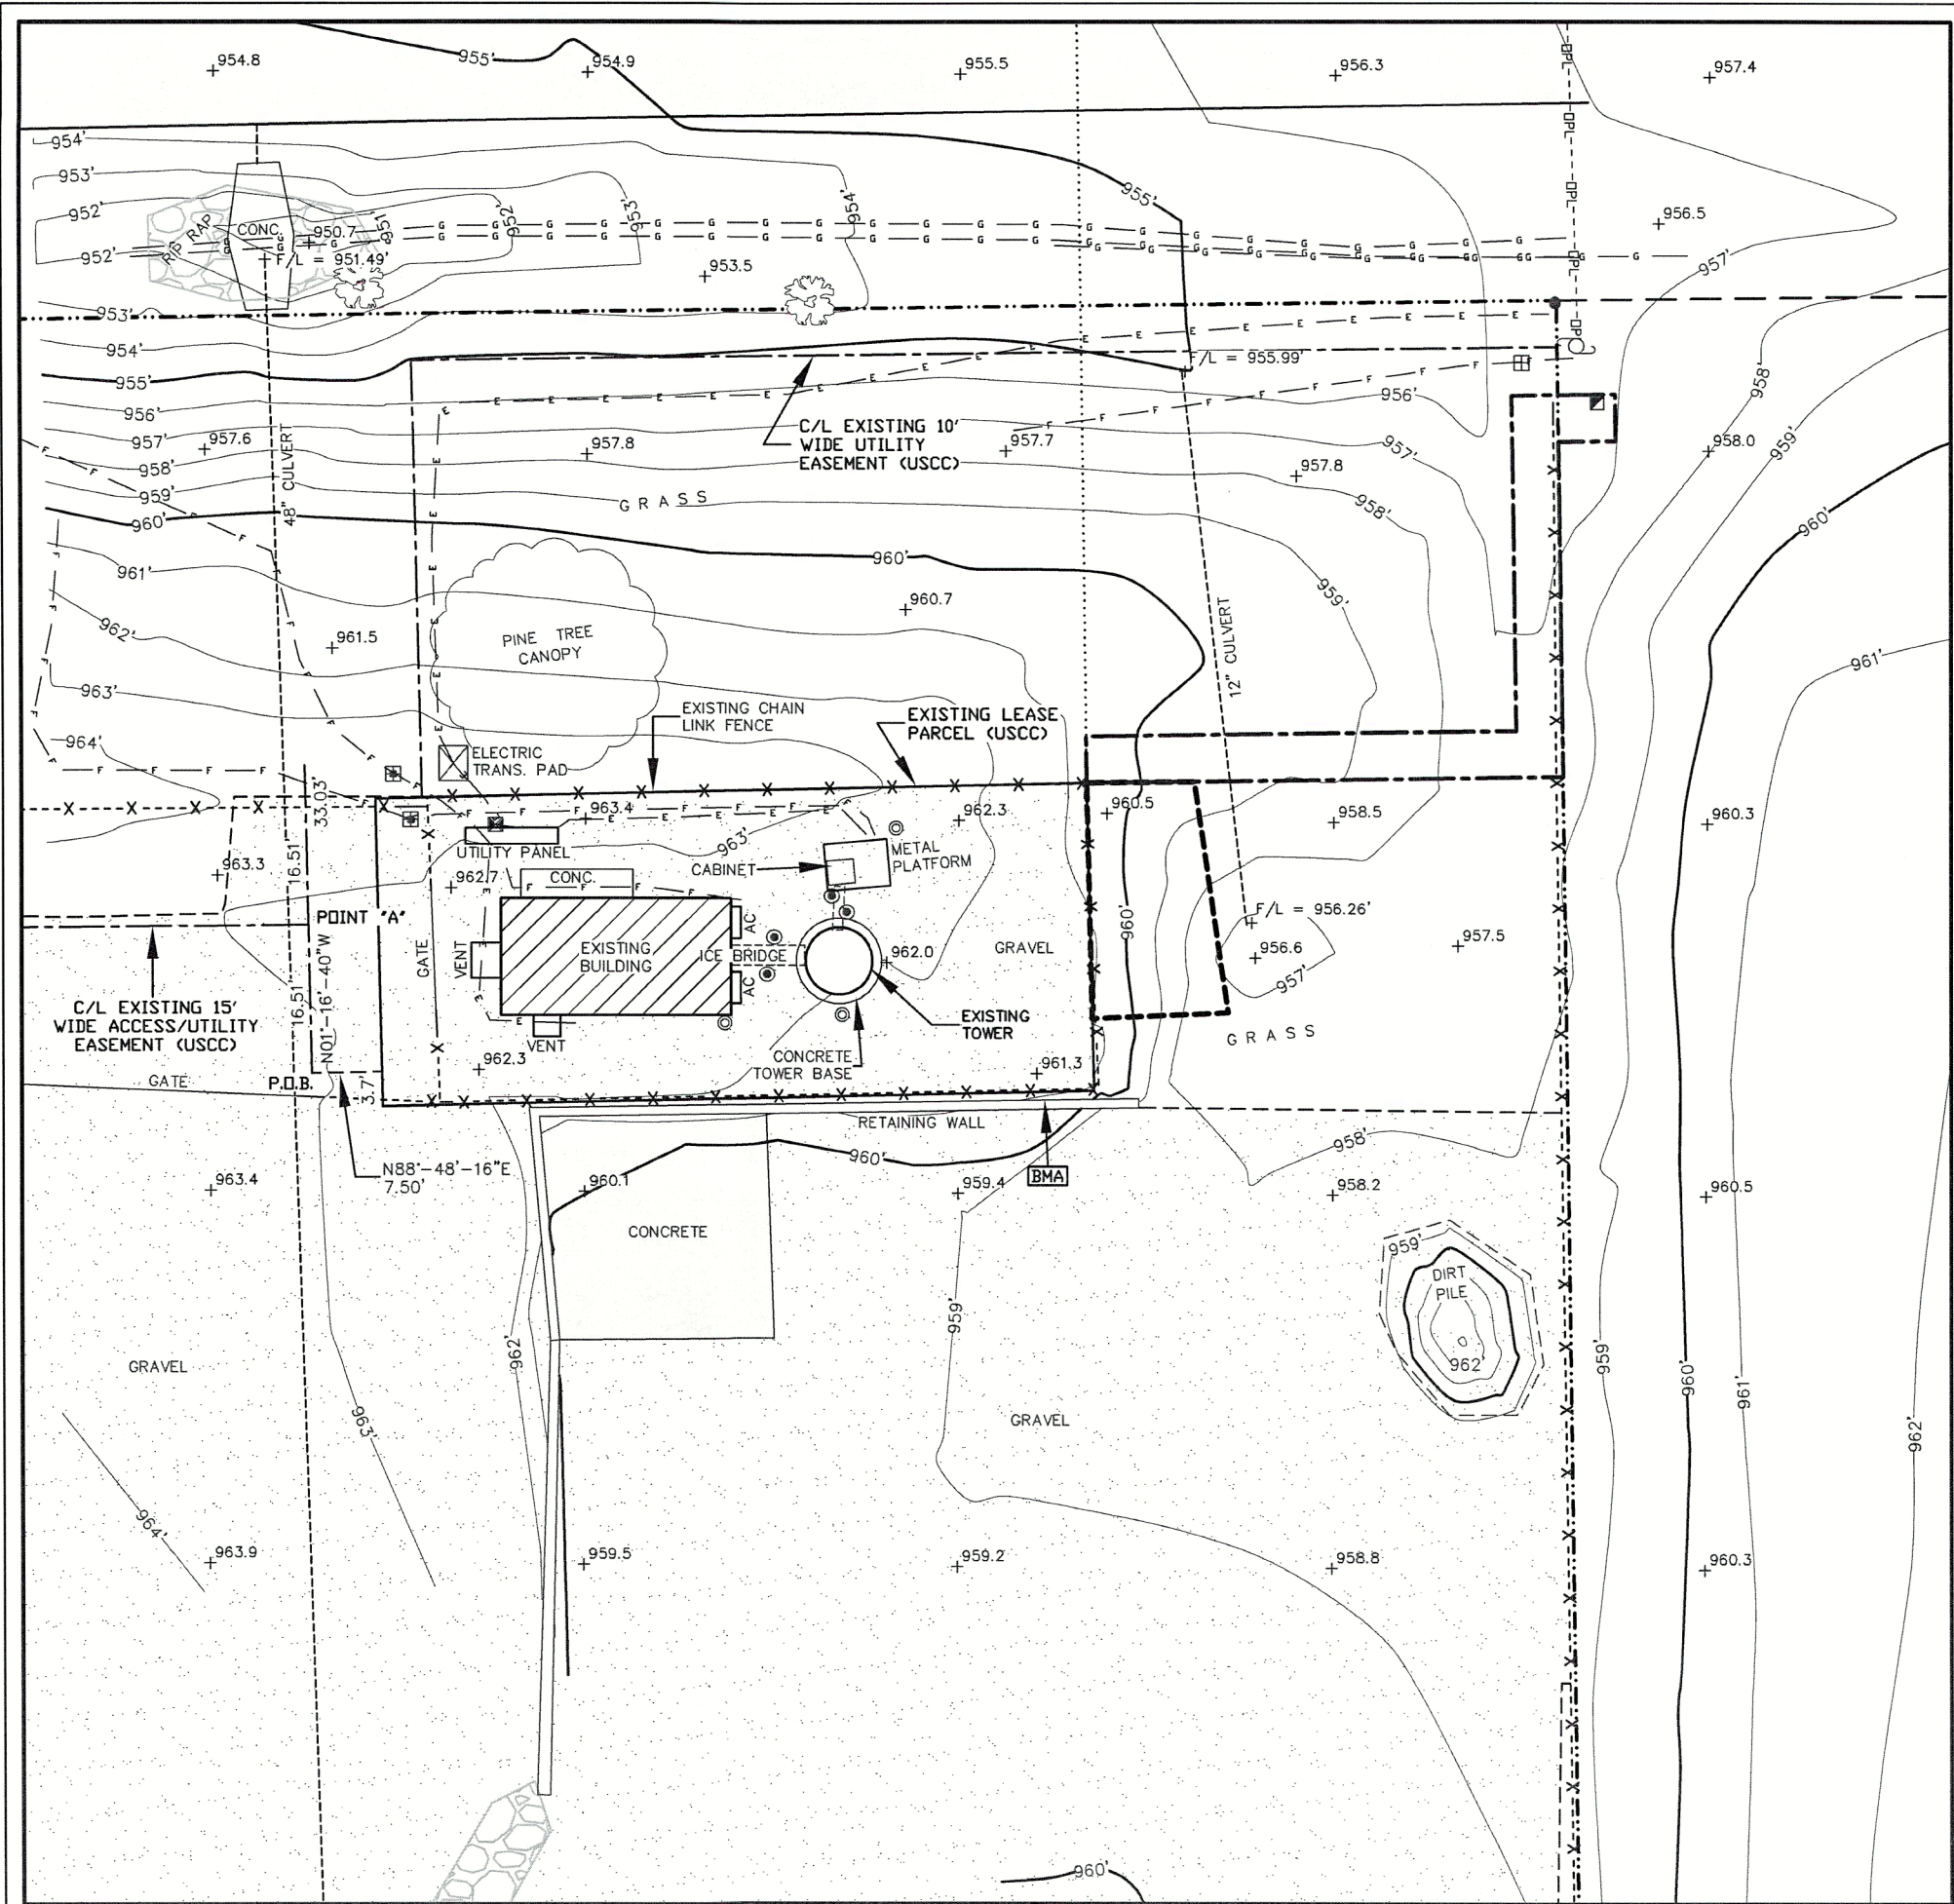 954.8
955'
954.9
955.5
956.3
957.4
OPL
954'
953'
952'
952'
RIP RAP
CONC.
950.7
951'
F/L = 951.49'
952'
953'
954'
953.5
955'
956.5
957'
OPL
OPL
OPL
OPL
953'
954'
955'
956'
957'
957.6
958'
959'
960'
48" CULVERT
957.8
C/L EXISTING 10'
WIDE UTILITY
EASEMENT (USCC)
957.7
F/L = 955.99'
956'
957'
957.8
958'
958'
958.0
959'
960'
GRASS
960'
961'
962'
961.5
963'
964'
PINE TREE
CANOPY
960.7
959'
12" CULVERT
961'
EXISTING CHAIN
LINK FENCE
EXISTING LEASE
PARCEL (USCC)
ELECTRIC
TRANS. PAD
33.03'
963.4
962.3
960.5
958.5
960.3
963'
UTILITY PANEL
CABINET
METAL
PLATFORM
963.3
16.51'
962.7
CONC.
POINT "A"
GATE
VENT
EXISTING
BUILDING
AC
ICE BRIDGE
AC
962.0
GRAVEL
960'
F/L = 956.26'
956.6
957'
957.5
C/L EXISTING 15'
WIDE ACCESS/UTILITY
EASEMENT (USCC)
16.51'
N01°-16'-40"W
VENT
962.3
CONCRETE
TOWER BASE
EXISTING
TOWER
961.3
GRASS
GATE
P.O.B.
3.7'
RETAINING WALL
960'
958'
N88°-48'-16"E
7.50'
BMA
963.4
960.1
959.4
958.2
960.5
CONCRETE
959'
DIRT
PILE
962'
GRAVEL
962'
959'
963'
GRAVEL
959'
960'
961'
962'
964'
963.9
959.5
959.2
958.8
960.3
960'